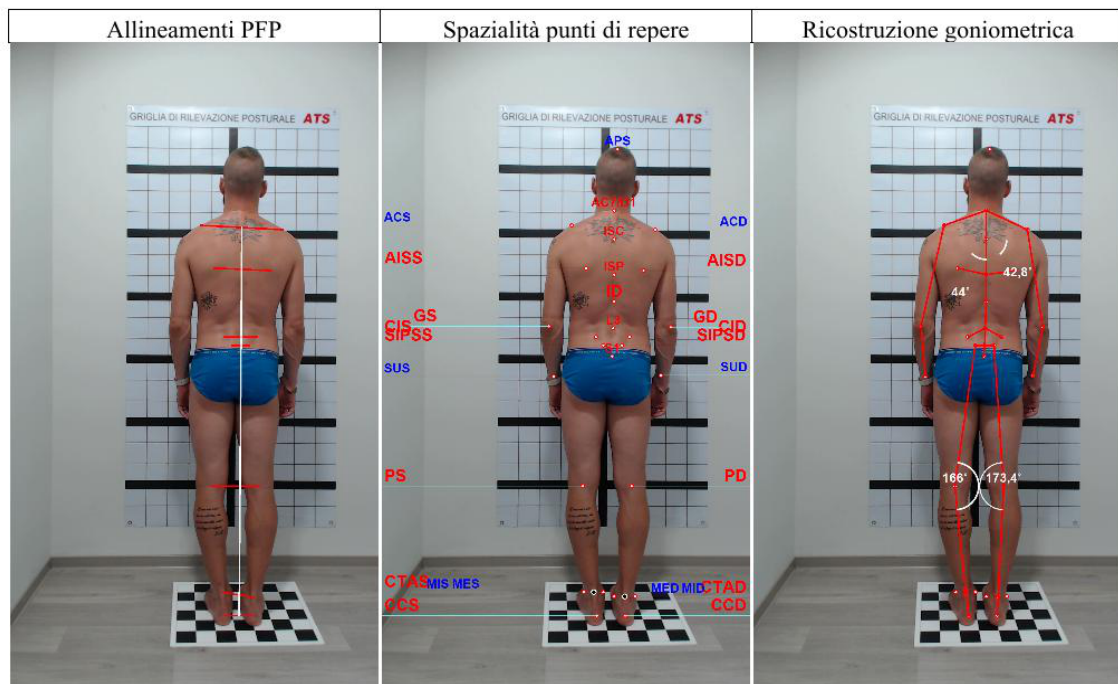 Allineamenti PFP
Spazialità punti di repere
Ricostruzione goniometrica
GRIGLIA DI RILEVAZIONE POSTURALE ATS
GRIGLIA DI RILEVAZIONE POSTURALE ATS
GRIGLIA DI RILEVAZIONE POSTURALE ATS
APS
ACS
ACD
ISC
AISS
AISD
ISP
ID
GS
GD
CIS
L3
CID
SIPSS
S1
SIPSD
SUS
SUD
PS
PD
CTAS
MIS MES
MED MID
CTAD
CCS
CCD
42,8°
44°
166°
173,4°